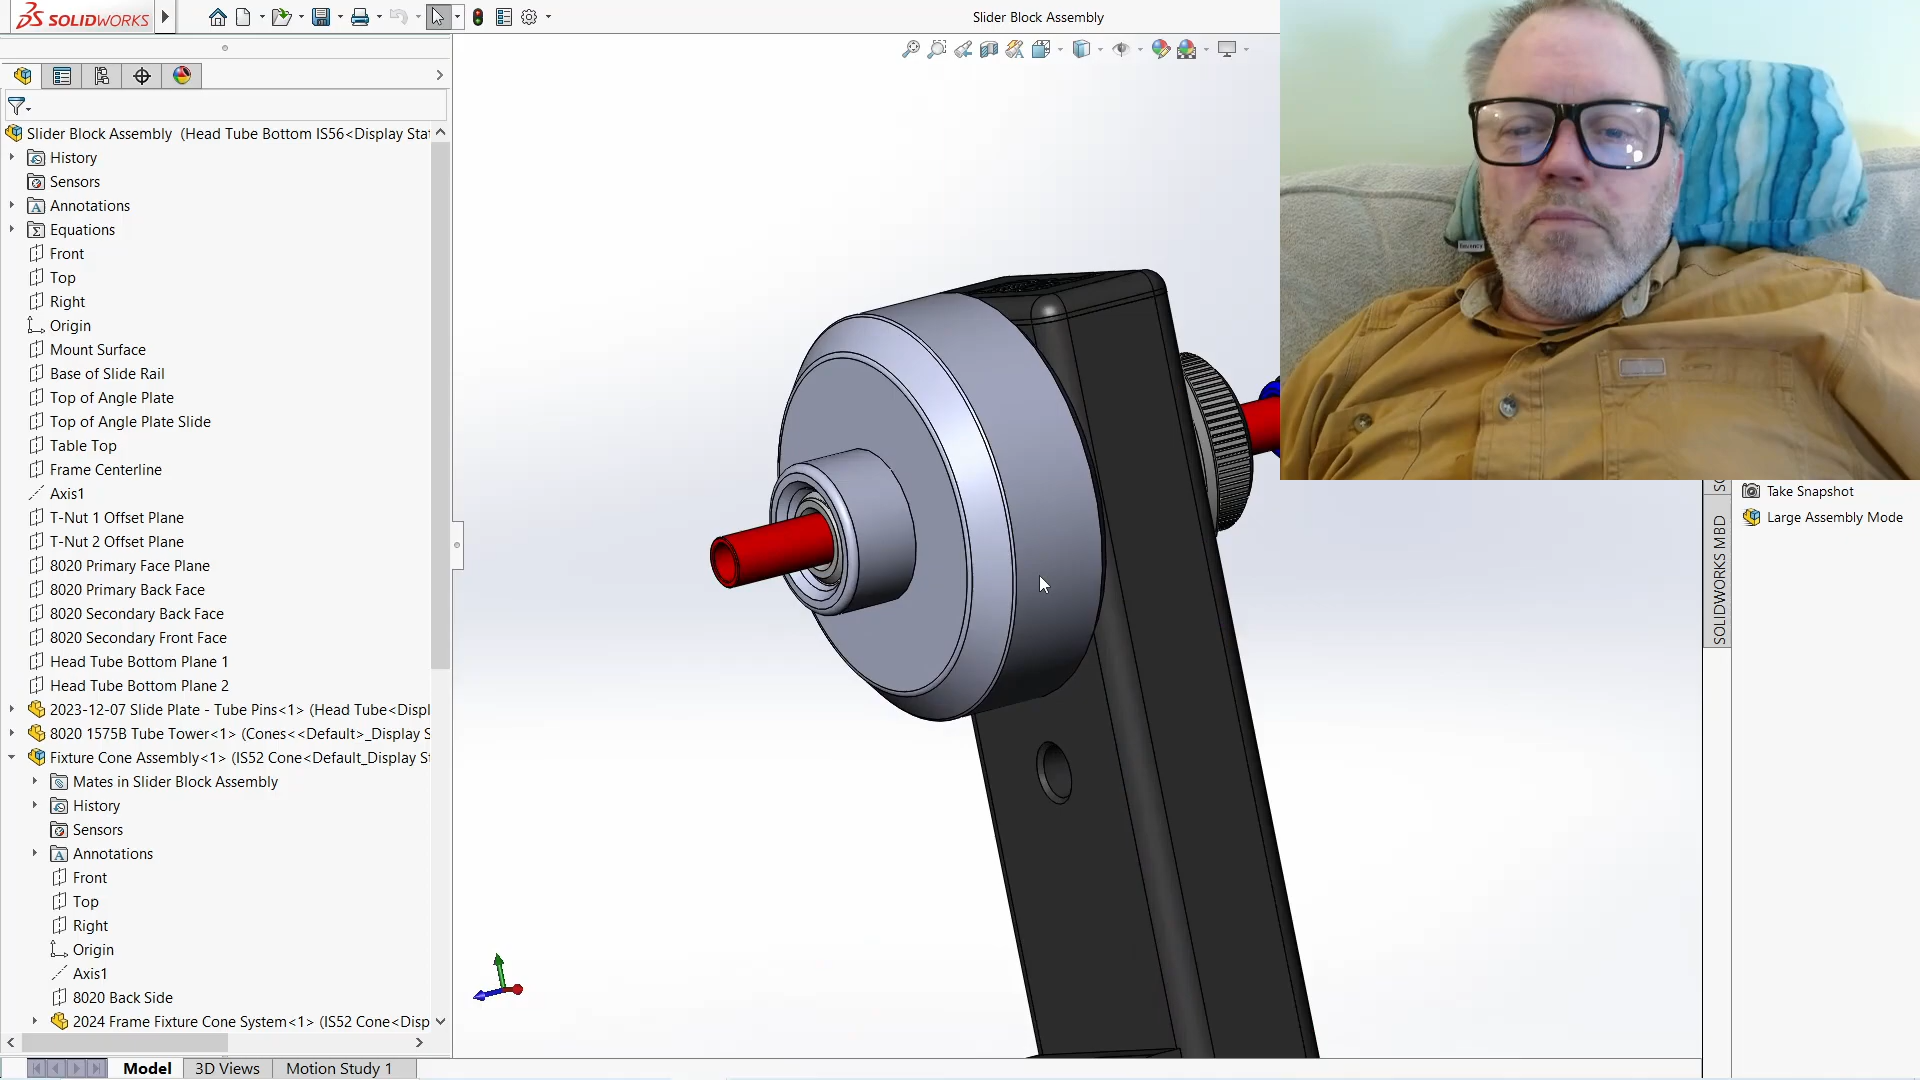 SOLIDWORKS
Slider Block Assembly
Slider Block Assembly (Head Tube Bottom IS56<Display Stat
History
Sensors
Annotations
Equations
Front
Top
Right
Origin
Mount Surface
Base of Slide Rail
Top of Angle Plate
Top of Angle Plate Slide
Table Top
Frame Centerline
Axis1
T-Nut 1 Offset Plane
T-Nut 2 Offset Plane
8020 Primary Face Plane
8020 Primary Back Face
8020 Secondary Back Face
8020 Secondary Front Face
Head Tube Bottom Plane 1
Head Tube Bottom Plane 2
2023-12-07 Slide Plate - Tube Pins<1> (Head Tube<Displ
8020 1575B Tube Tower<1> (Cones<<Default>_Display S
Fixture Cone Assembly<1> (IS52 Cone<Default_Display St
Mates in Slider Block Assembly
History
Sensors
Annotations
Front
Top
Right
Origin
Axis1
8020 Back Side
2024 Frame Fixture Cone System<1> (IS52 Cone<Disp
Model
3D Views
Motion Study 1
SOLIDWORKS MBD
Take Snapshot
Large Assembly Mode